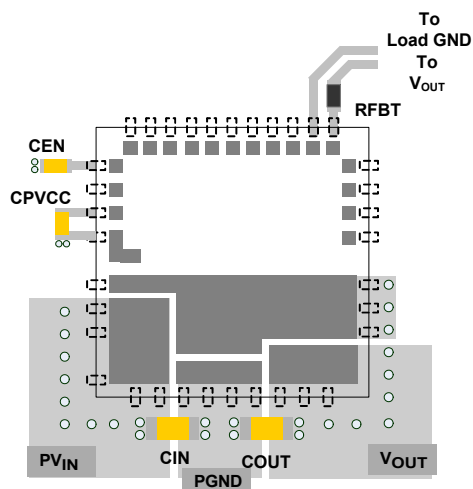 To
Load GND
To
VOUT
RFBT
CEN
CPVCC
PVIN
CIN
COUT
VOUT
PGND